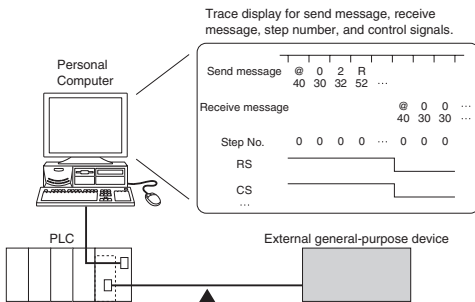 Trace display for send message, receive
message, step number, and control signals.
Personal
Computer
Send message @ 0 2 R
40 30 32 52 ...
Receive message @ 0 0 ...
40 30 30 ...
Step No. 0 0 0 0 ... 0 0 0
RS
CS
...
PLC
External general-purpose device